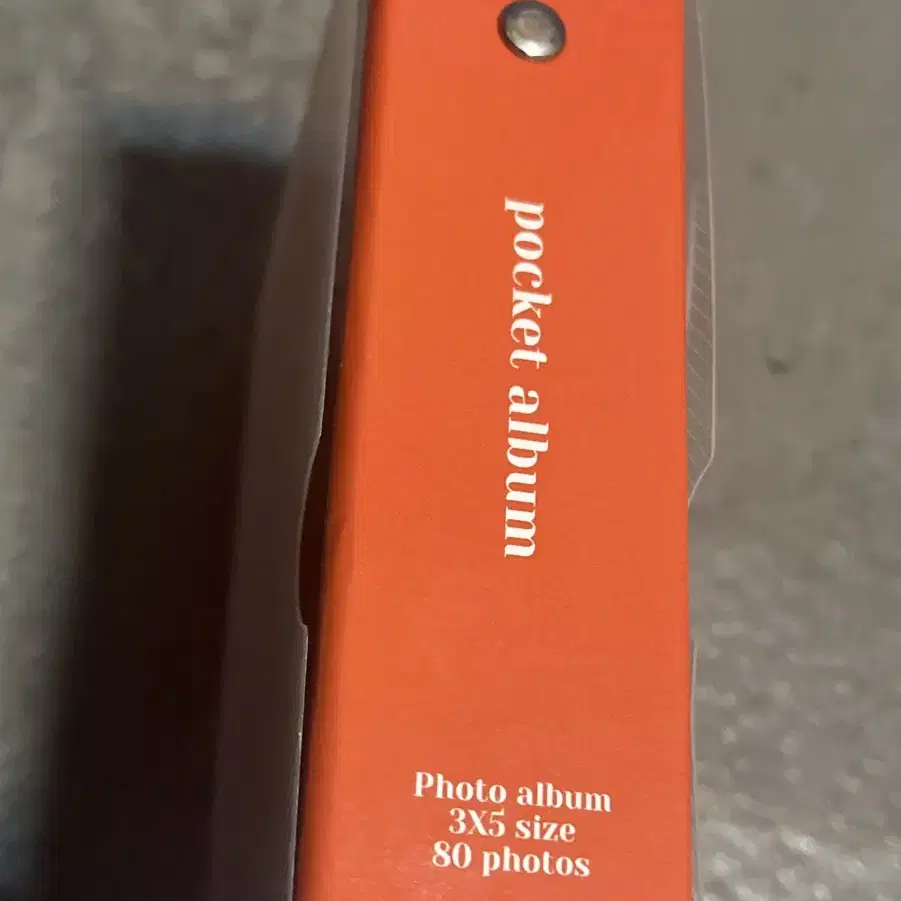 pocket album
Photo album
3X5 size
80 photos